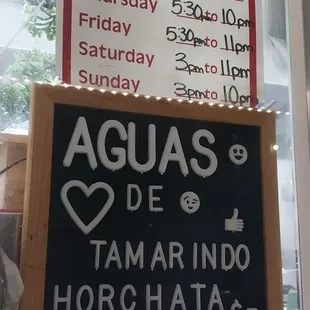 5:30 to 10pm
Friday 5:30pm to 11pm
Saturday 3pm to 11pm
Sunday 3pm to 10pm
AGUAS
DE
TAMARINDO
HORCHATA